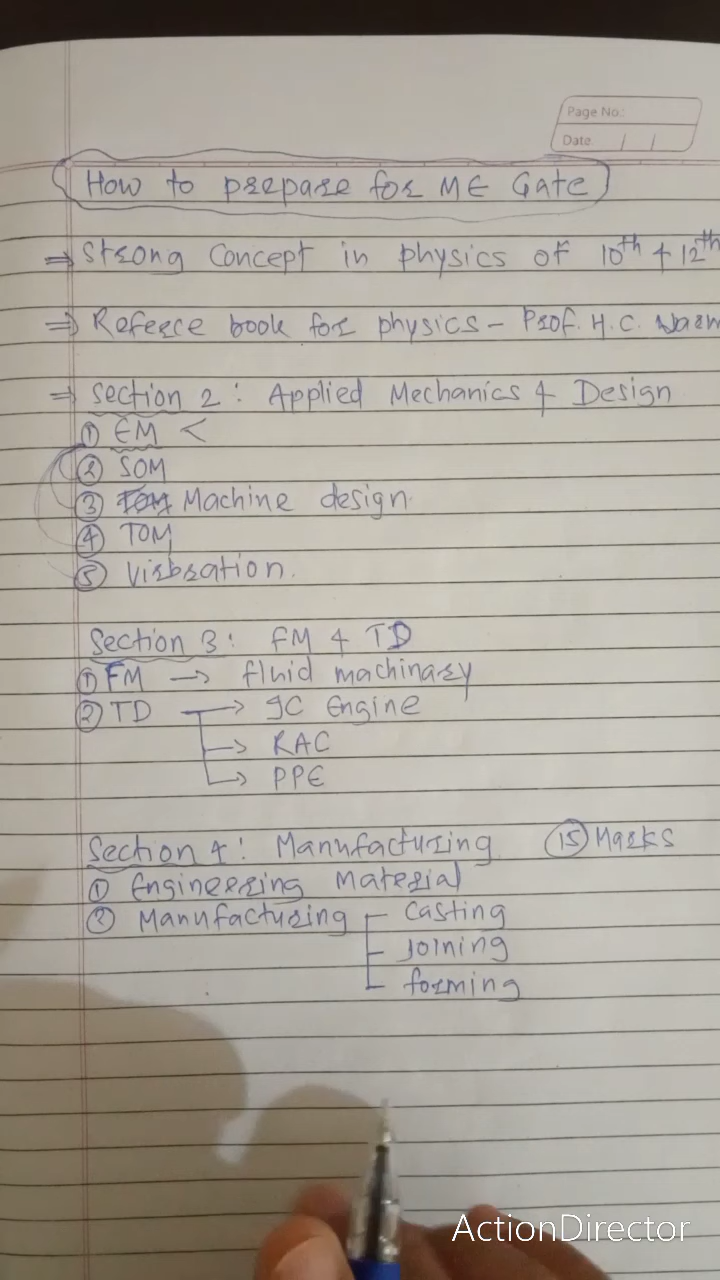 Page No.:
Date / /
How to prepare for ME Gate
⇒ Strong Concept in physics of 10th & 12th
⇒ Referce book for physics - Prof. H.C.
⇒ Section 2 : Applied Mechanics & Design
① EM <
② SOM
③ Machine design.
④ TOM
⑤ Visbration.
Section 3 : FM & TD
① FM → fluid machinary
② TD → IC Engine
→ RAC
→ PPE
Section 4 : Manufacturing ⑮ Marks
① Engineering Material
② Manufacturing - Casting
- Joining
- forming
ActionDirector